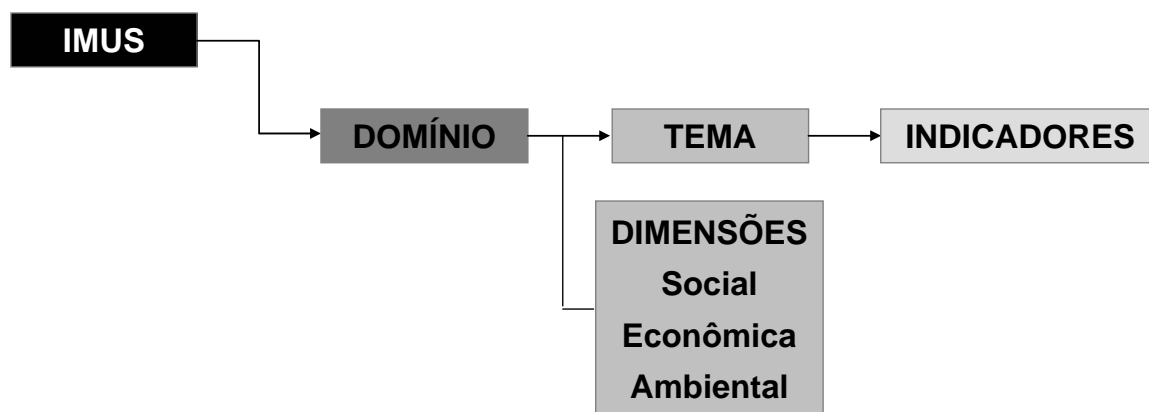 IMUS
DOMÍNIO
TEMA
INDICADORES
DIMENSÕES
Social
Econômica
Ambiental